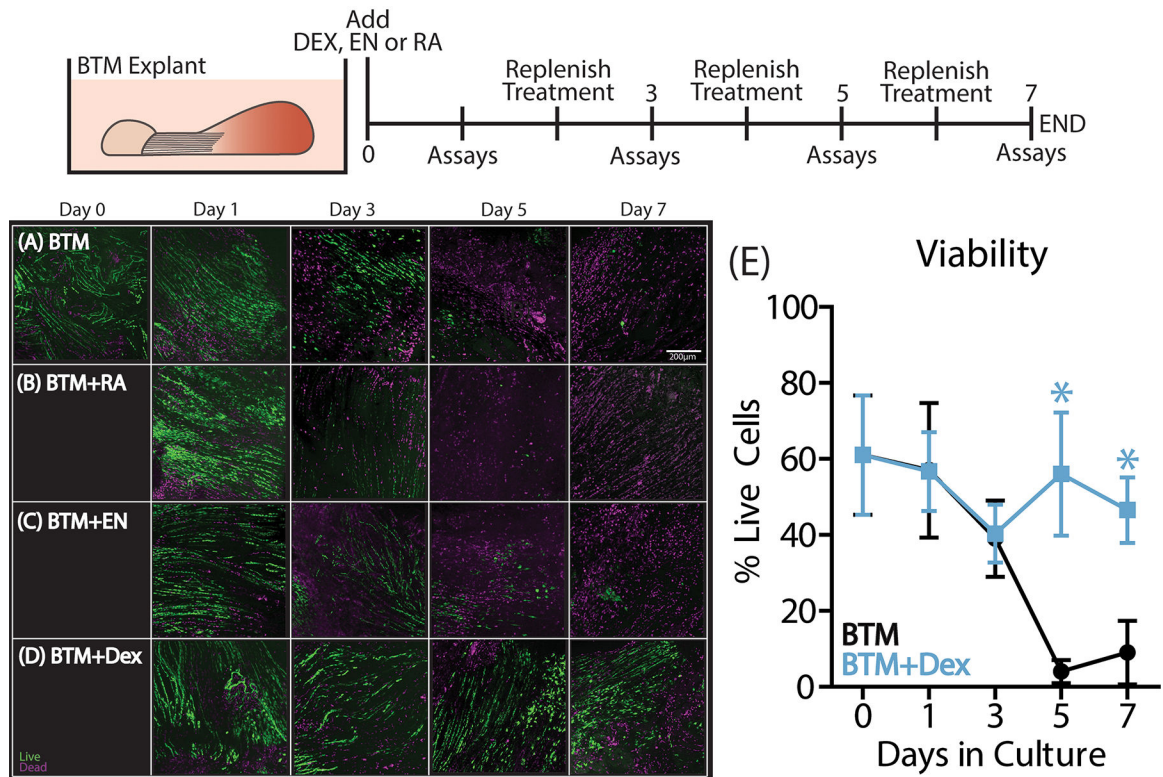 Add
DEX, EN or RA
BTM Explant
Replenish
Treatment
3
Replenish
Treatment
5
Replenish
Treatment
7
END
0
Assays
Assays
Assays
Assays
Day 0
Day 1
Day 3
Day 5
Day 7
(A) BTM
200µm
(B) BTM+RA
(C) BTM+EN
(D) BTM+Dex
Live
Dead
(E)
Viability
% Live Cells
100
80
60
40
20
0
*
*
BTM
BTM+Dex
0 1 3 5 7
Days in Culture